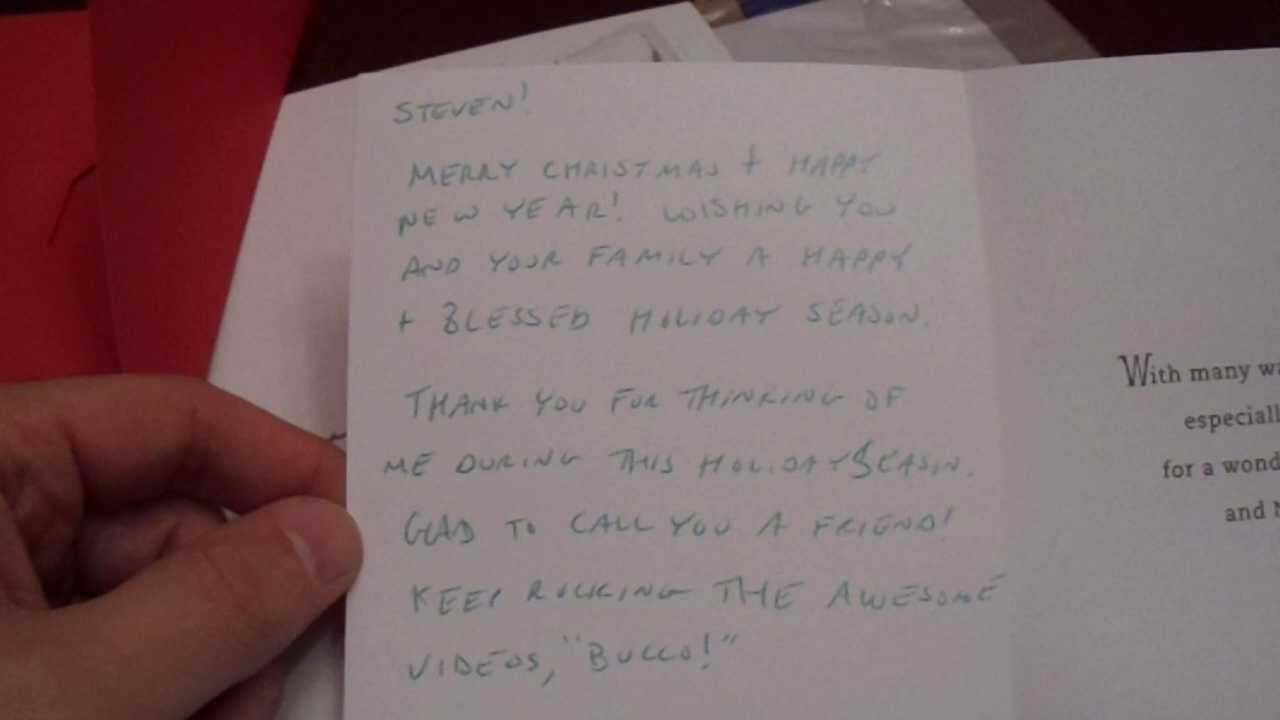 STEVEN!
MERRY CHRISTMAS + HAPPY
NEW YEAR! WISHING YOU
AND YOUR FAMILY A HAPPY
+ BLESSED HOLIDAY SEASON.
THANK YOU FOR THINKING OF
ME DURING THIS HOLIDAY SEASON.
GLAD TO CALL YOU A FRIEND!
KEEP ROCKING THE AWESOME
VIDEOS, "BUCCO!"
With many wa
especiall
for a wond
and N